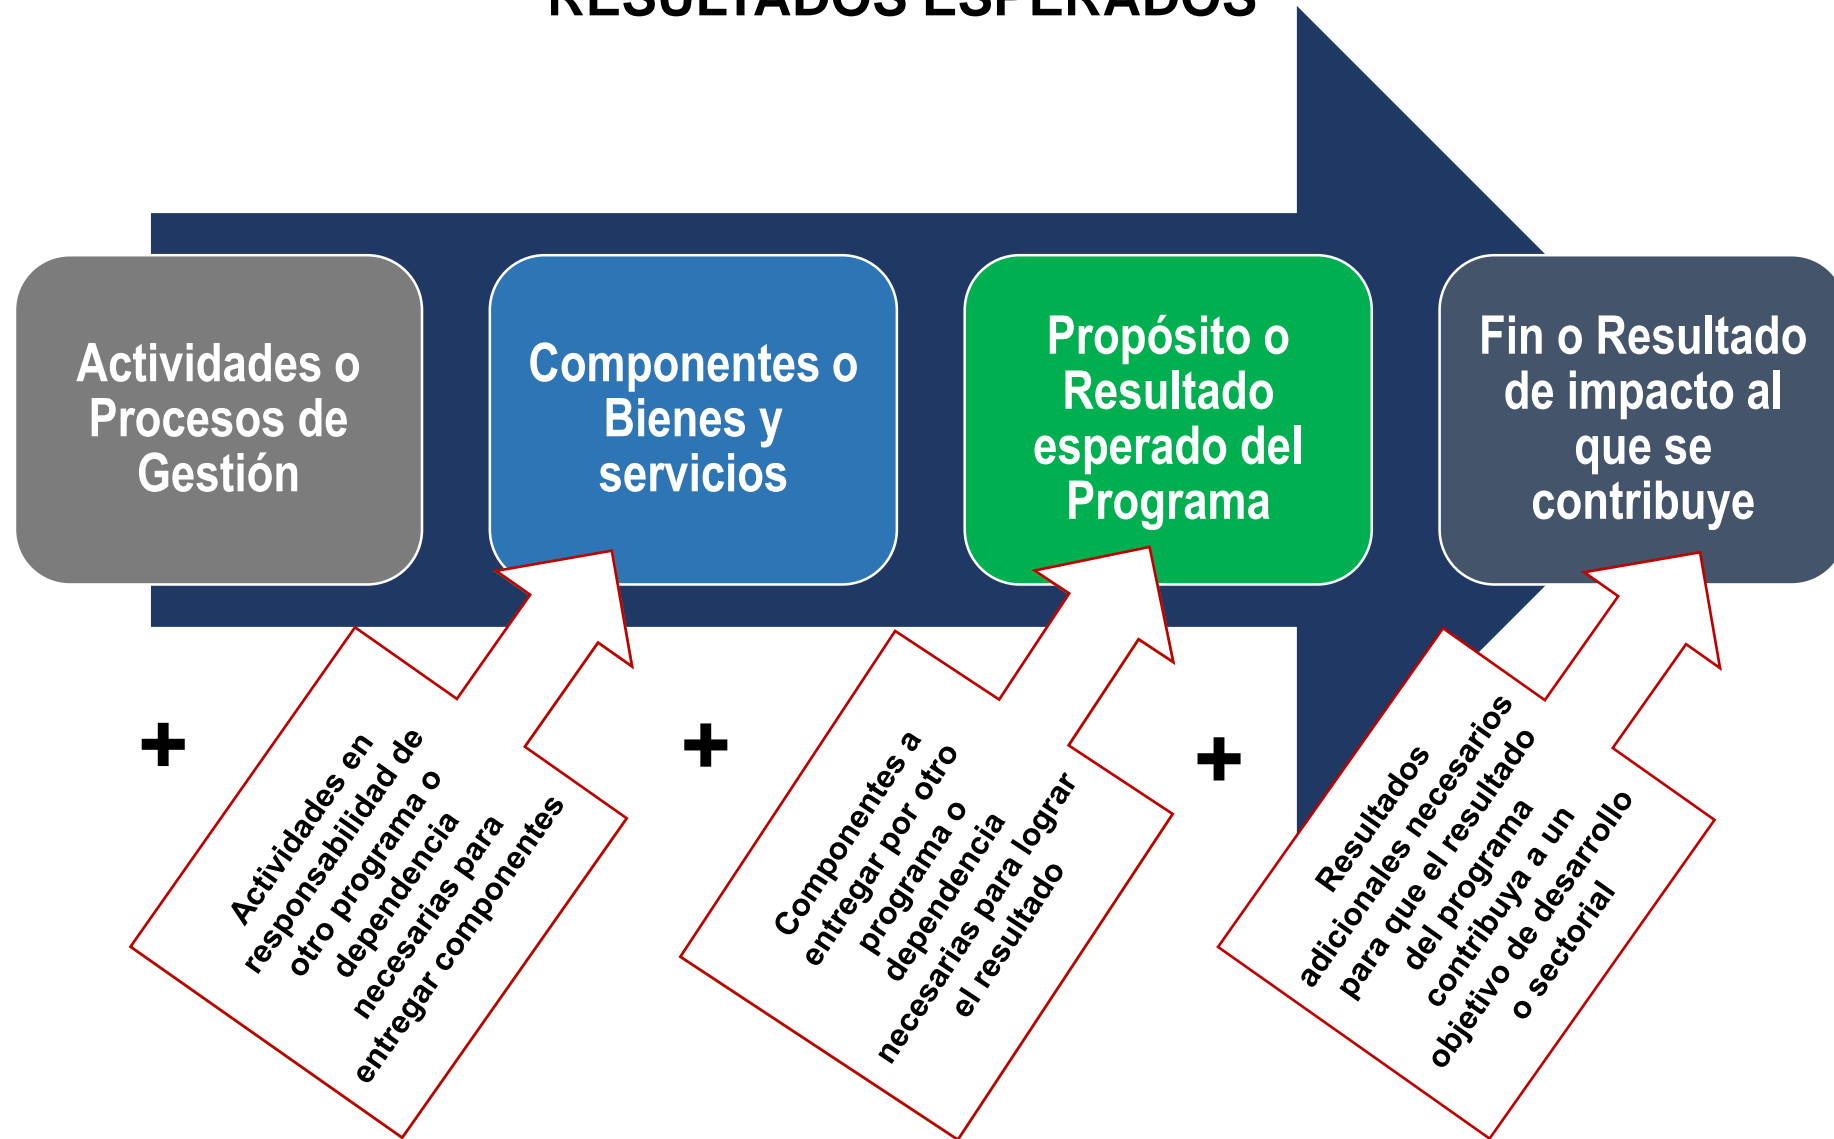 RESULTADOS ESPERADOS
Actividades o
Procesos de
Gestión
Componentes o
Bienes y
servicios
Propósito o
Resultado
esperado del
Programa
Fin o Resultado
de impacto al
que se
contribuye
+
Actividades en
responsabilidad de
otro programa o
dependencia
necesarias para
entregar componentes
+
Componentes a
entregar por otro
programa o
dependencia
necesarias para lograr
el resultado
+
Resultados
adicionales necesarios
para que el resultado
del programa
contribuya a un
objetivo de desarrollo
o sectorial